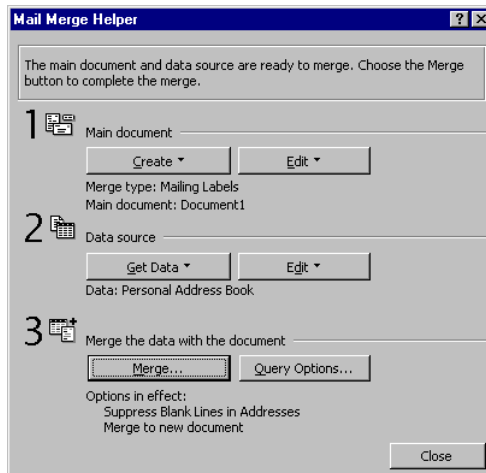 Mail Merge Helper
The main document and data source are ready to merge. Choose the Merge
button to complete the merge.
1
Main document
Create
Edit
Merge type: Mailing Labels
Main document: Document1
2
Data source
Get Data
Edit
Data: Personal Address Book
3
Merge the data with the document
Merge...
Query Options...
Options in effect:
Suppress Blank Lines in Addresses
Merge to new document
Close